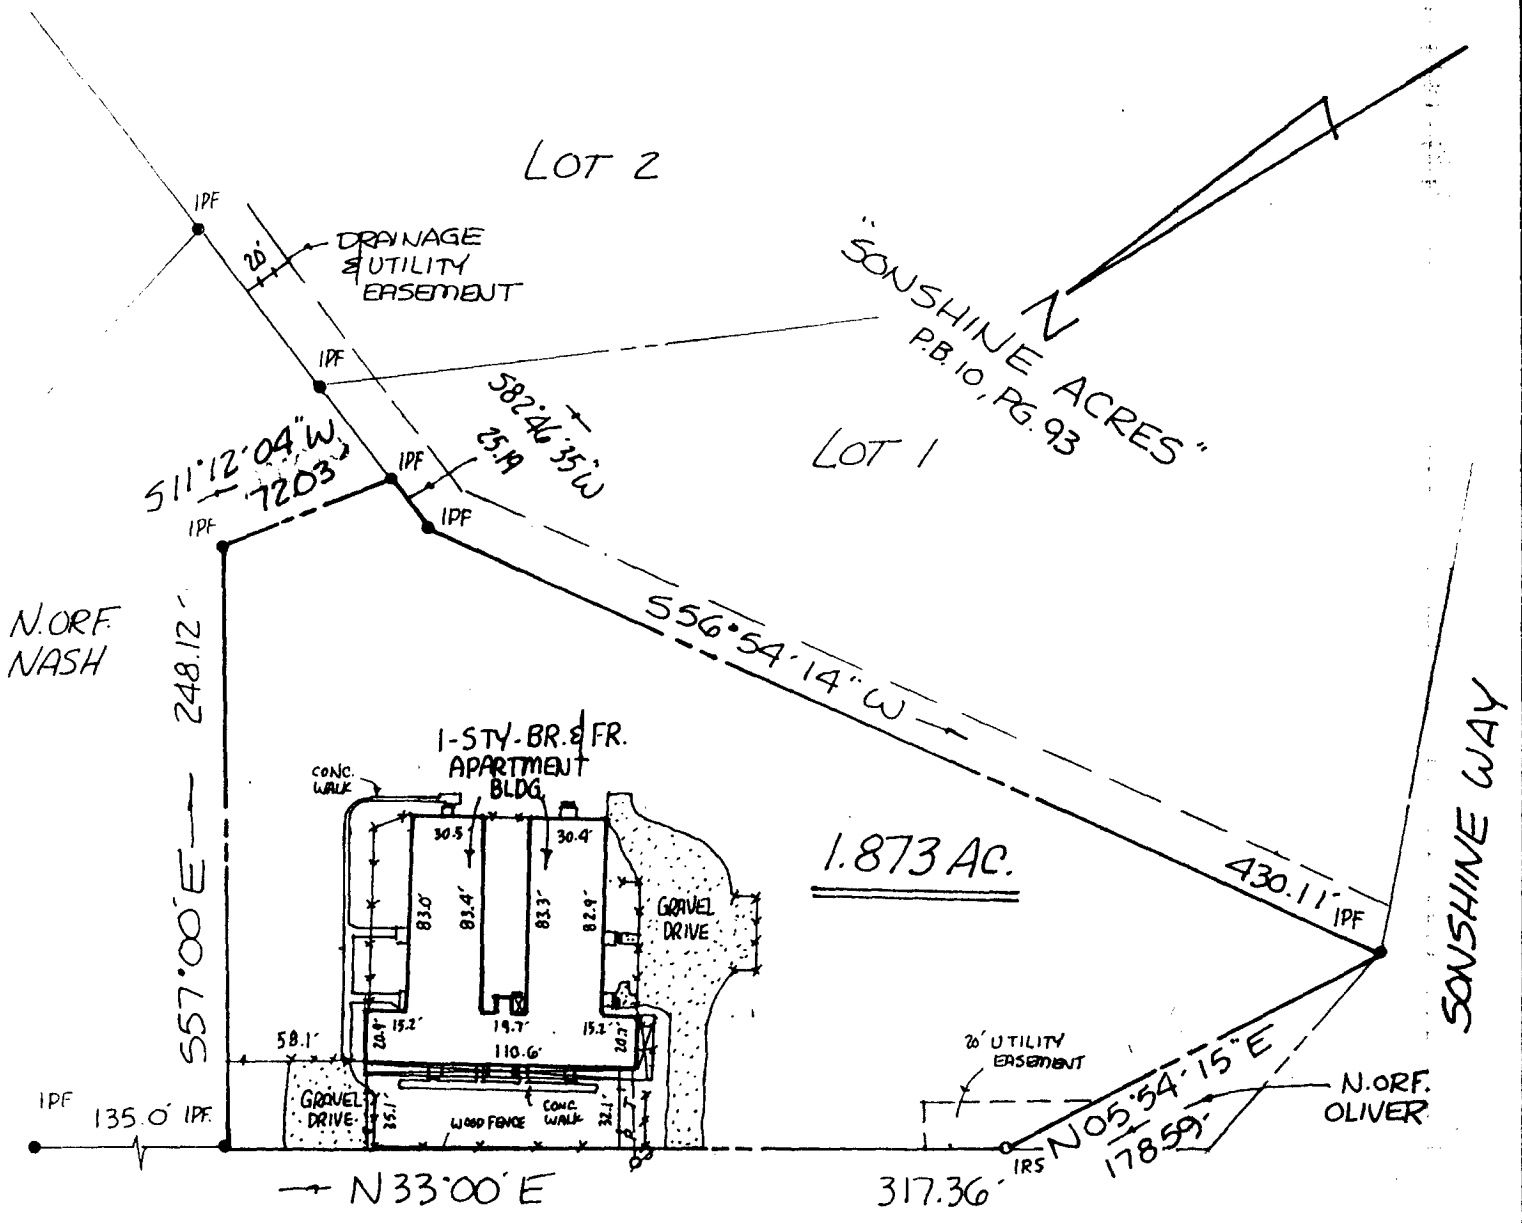 LOT 2
IPF
20'
DRAINAGE
& UTILITY
EASEMENT
"SONSHINE ACRES"
P.B. 10, PG. 93
N
IPF
S82°46'35"W
25.19
LOT 1
S11°12'04"W
72.03'
IPF
IPF
IPF
N.ORF.
NASH
S57°00'E
248.12'
S56°54'14"W
430.11'
IPF
SONSHINE WAY
1-STY-BR.& FR.
APARTMENT
BLDG.
CONC.
WALK
30.5'
30.4'
83.0'
83.4'
83.3'
82.9'
GRAVEL
DRIVE
1.873 AC.
15.2'
19.7'
15.2'
20.9'
110.6'
20.7'
58.1'
GRAVEL
DRIVE
35.1'
WOOD FENCE
CONC.
WALK
32.1'
20' UTILITY
EASEMENT
N05°54'15"E
178.59'
N.ORF.
OLIVER
IPF
135.0'
IPF
IRS
N33°00'E
317.36'